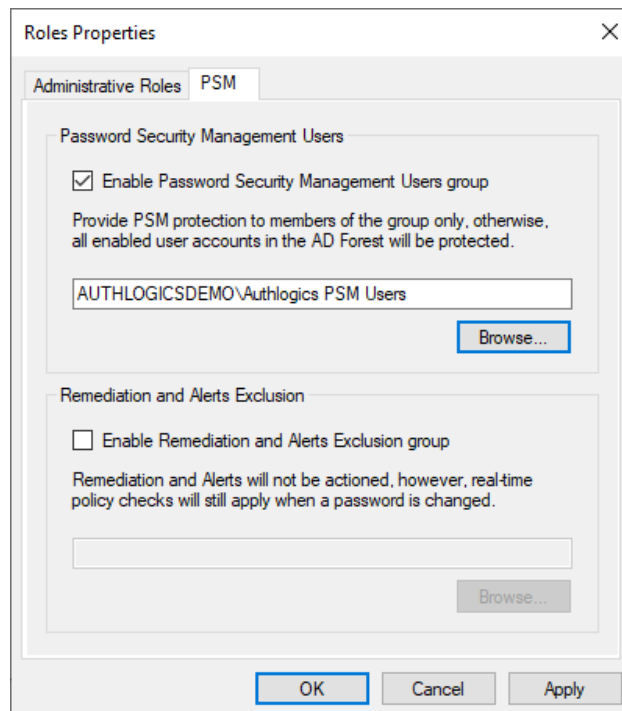 Roles Properties
Administrative Roles
PSM
Password Security Management Users
Enable Password Security Management Users group
Provide PSM protection to members of the group only, otherwise,
all enabled user accounts in the AD Forest will be protected.
AUTHLOGICSDEMO\Authlogics PSM Users
Browse...
Remediation and Alerts Exclusion
Enable Remediation and Alerts Exclusion group
Remediation and Alerts will not be actioned, however, real-time
policy checks will still apply when a password is changed.
Browse...
OK
Cancel
Apply